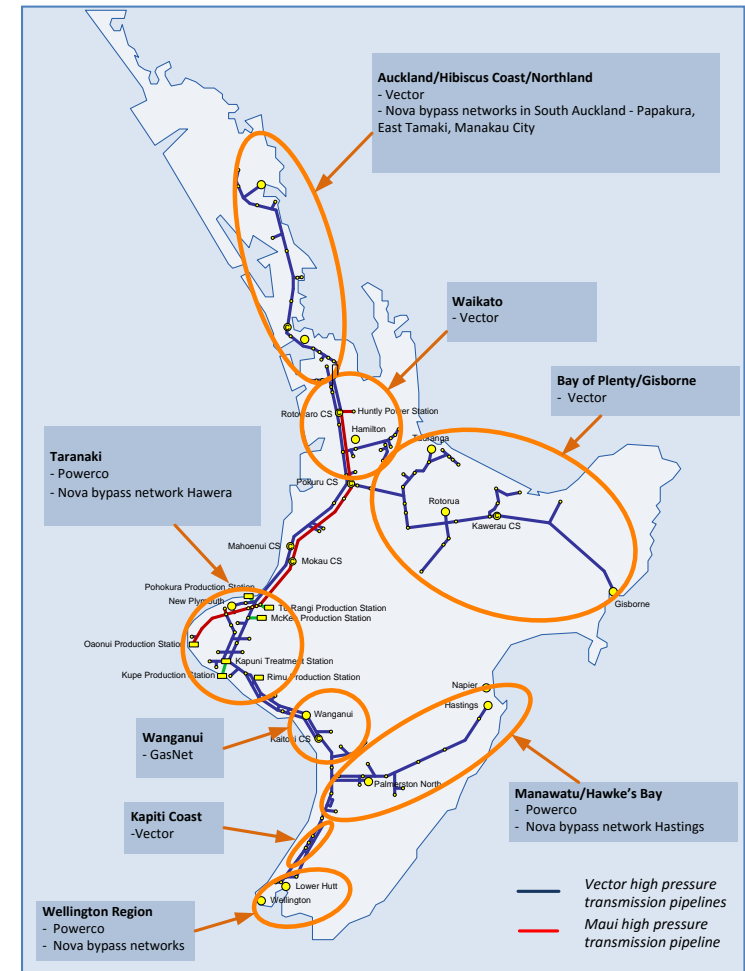 Auckland/Hibiscus Coast/Northland
- Vector
- Nova bypass networks in South Auckland - Papakura,
East Tamaki, Manakau City
Waikato
- Vector
Bay of Plenty/Gisborne
- Vector
Rotowaro CS
Huntly Power Station
Hamilton
Tauranga
Taranaki
- Powerco
- Nova bypass network Hawera
Pokuru CS
Rotorua
Kawerau CS
Mahoenui CS
Mokau CS
Pohokura Production Station
New Plymouth
Gisborne
Tu Rangi Production Station
McKee Production Station
Oaonui Production Station
Kapuni Treatment Station
Kupe Production Station
Rimu Production Station
Napier
Hastings
Wanganui
Wanganui
- GasNet
Kaitoki CS
Palmerston North
Manawatu/Hawke's Bay
- Powerco
- Nova bypass network Hastings
Kapiti Coast
-Vector
Lower Hutt
Wellington
Vector high pressure
transmission pipelines
Maui high pressure
transmission pipeline
Wellington Region
- Powerco
- Nova bypass networks